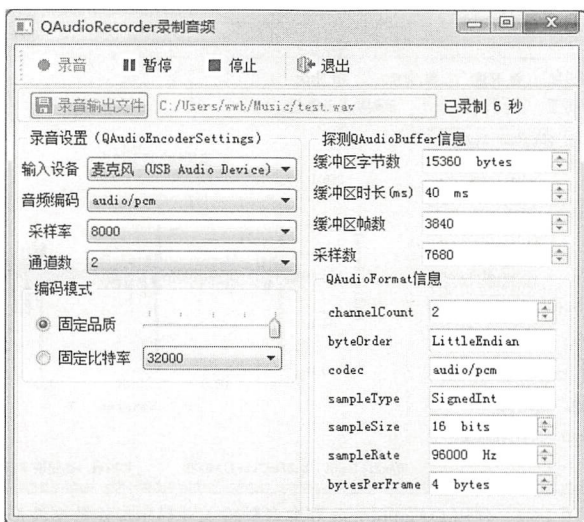 QAudioRecorder录制音频
录音 暂停 停止 退出
录音输出文件 C:/Users/wwb/Music/test.wav 已录制 6 秒
录音设置 (QAudioEncoderSettings)
输入设备 麦克风 (USB Audio Device)
音频编码 audio/pcm
采样率 8000
通道数 2
编码模式
固定品质
固定比特率 32000
探测QAudioBuffer信息
缓冲区字节数 15360 bytes
缓冲区时长(ms) 40 ms
缓冲区帧数 3840
采样数 7680
QAudioFormat信息
channelCount 2
byteOrder LittleEndian
codec audio/pcm
sampleType SignedInt
sampleSize 16 bits
sampleRate 96000 Hz
bytesPerFrame 4 bytes